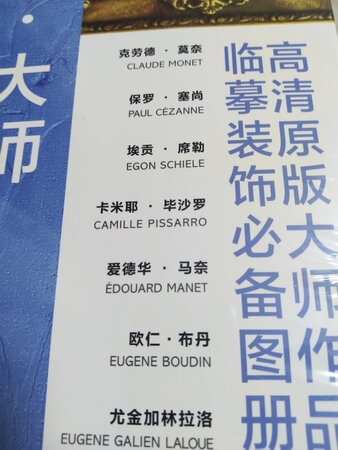 ·大师
克劳德 · 莫奈
CLAUDE MONET
保罗 · 塞尚
PAUL CÉZANNE
埃贡 · 席勒
EGON SCHIELE
卡米耶 · 毕沙罗
CAMILLE PISSARRO
爱德华 · 马奈
ÉDOUARD MANET
欧仁 · 布丹
EUGENE BOUDIN
尤金加林拉洛
EUGENE GALIEN LALOUE
高清原版大师作品
临摹装饰必备图册